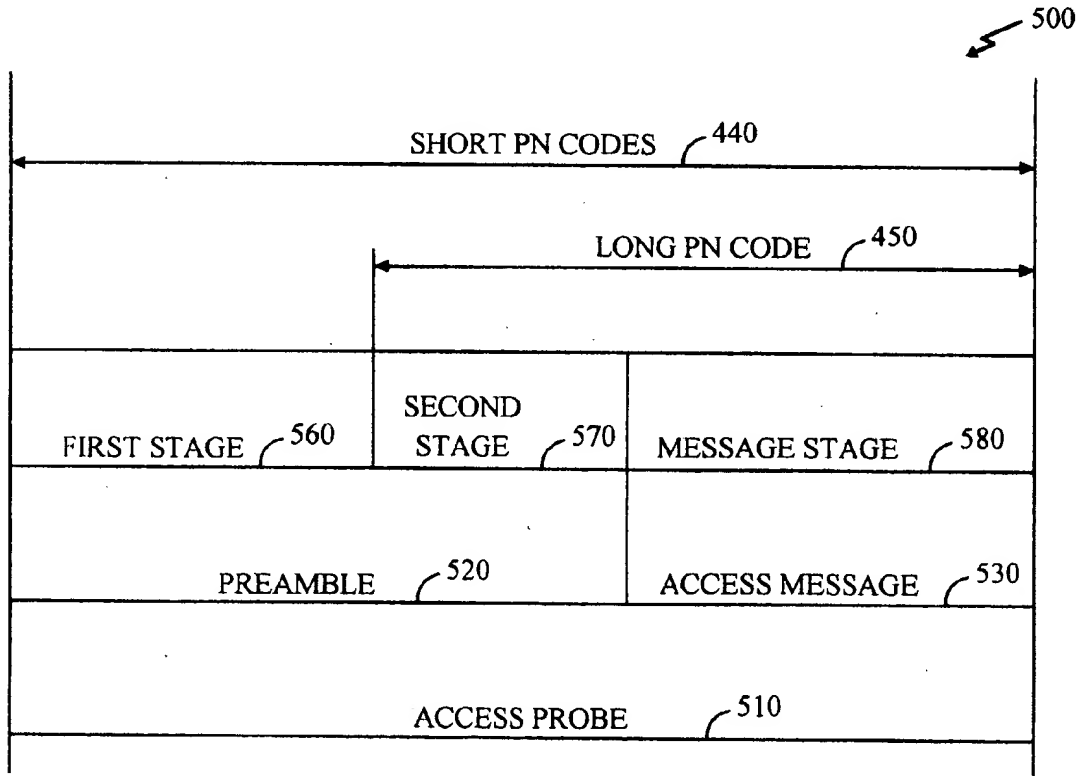 500
SHORT PN CODES 440
LONG PN CODE 450
FIRST STAGE 560
SECOND
STAGE 570
MESSAGE STAGE 580
PREAMBLE 520
ACCESS MESSAGE 530
ACCESS PROBE 510